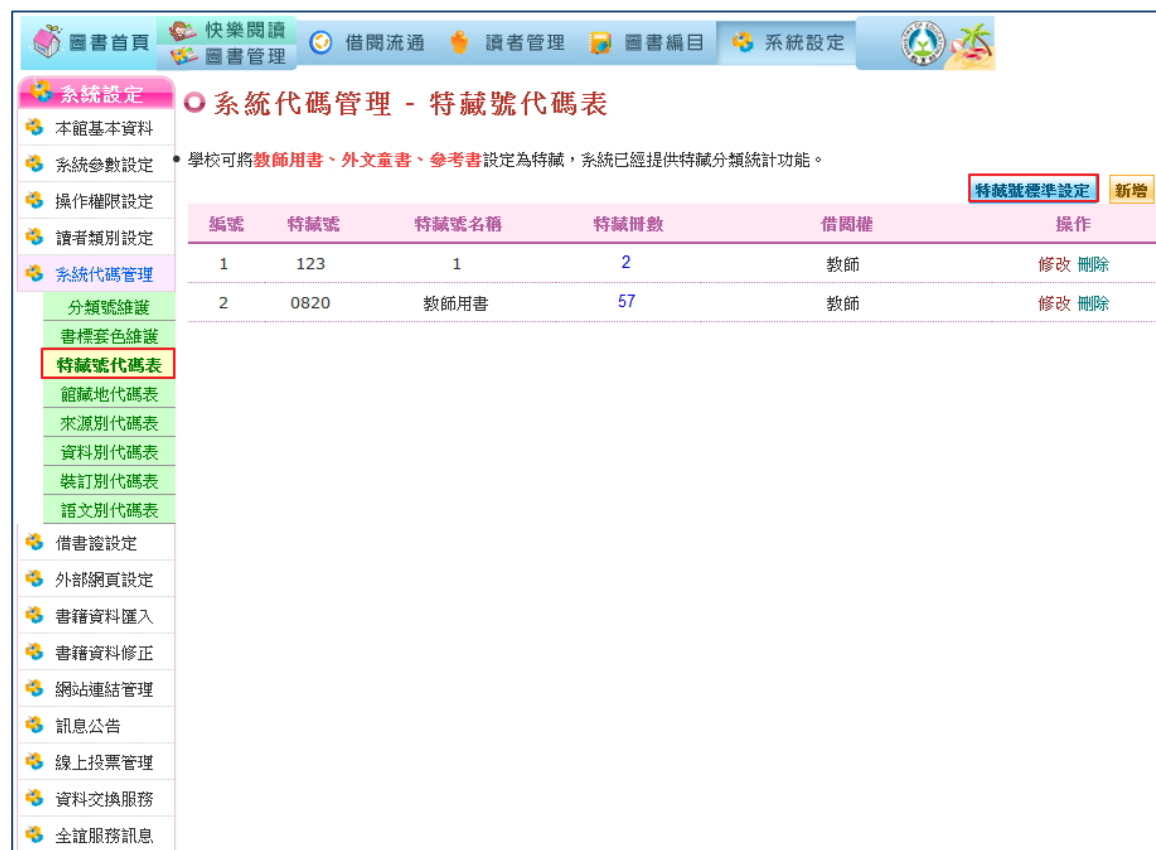 圖書首頁
快樂閱讀
圖書管理
借閱流通
讀者管理
圖書編目
系統設定
系統設定
本館基本資料
系統參數設定
操作權限設定
讀者類別設定
系統代碼管理
分類號維護
書標套色維護
特藏號代碼表
館藏地代碼表
來源別代碼表
資料別代碼表
裝訂別代碼表
語文別代碼表
借書證設定
外部網頁設定
書籍資料匯入
書籍資料修正
網站連結管理
訊息公告
線上投票管理
資料交換服務
全誼服務訊息
系統代碼管理 - 特藏號代碼表
學校可將教師用書、外文童書、參考書設定為特藏，系統已經提供特藏分類統計功能。
特藏號標準設定 新增
編號 特藏號 特藏號名稱 特藏冊數 借閱權 操作
1 123 1 2 教師 修改 刪除
2 0820 教師用書 57 教師 修改 刪除